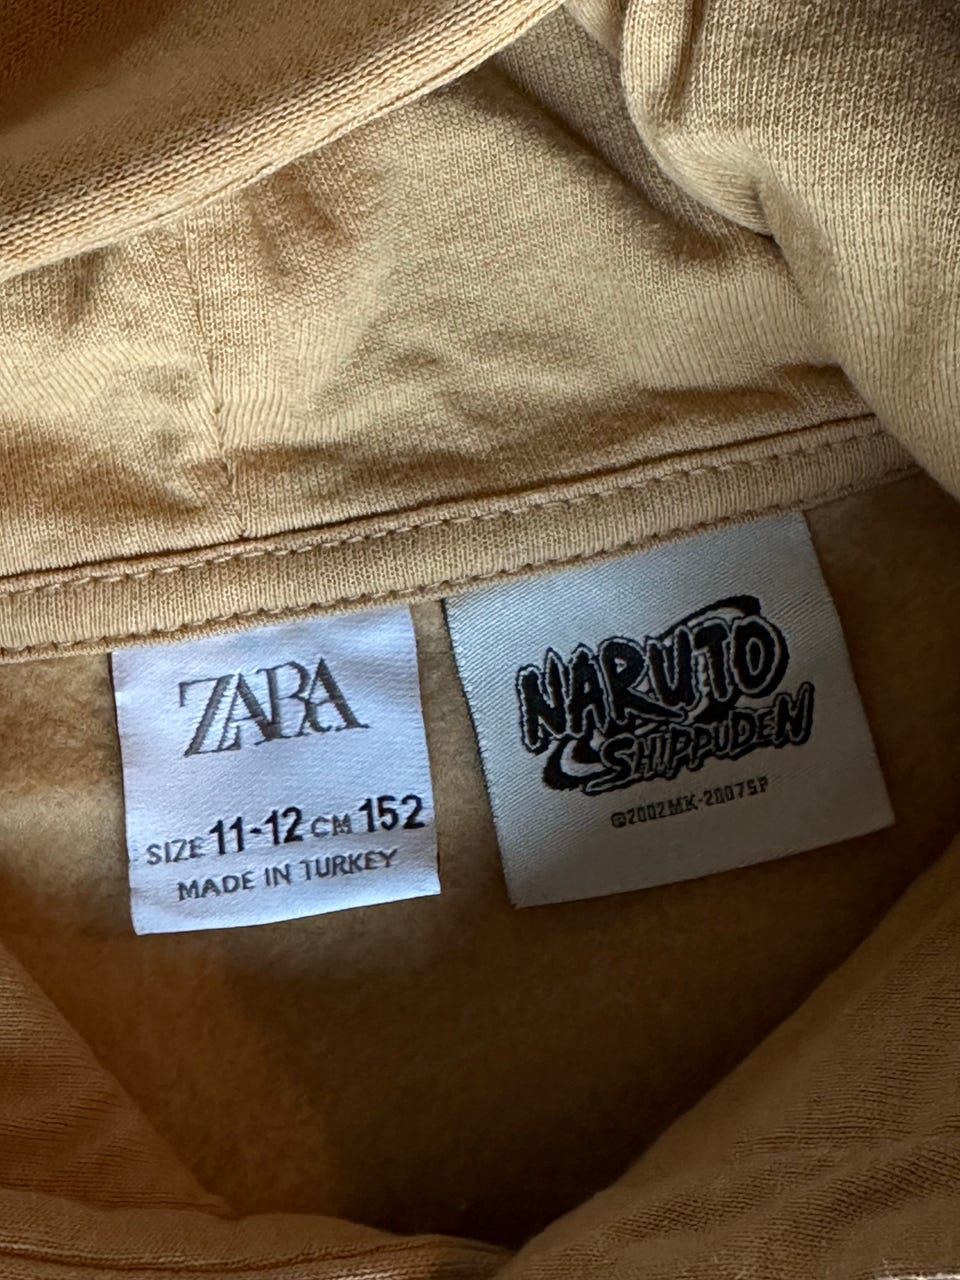 ZARA
SIZE 11-12 CM 152
MADE IN TURKEY
NARUTO
SHIPPUDEN
©2002MK-2007SP